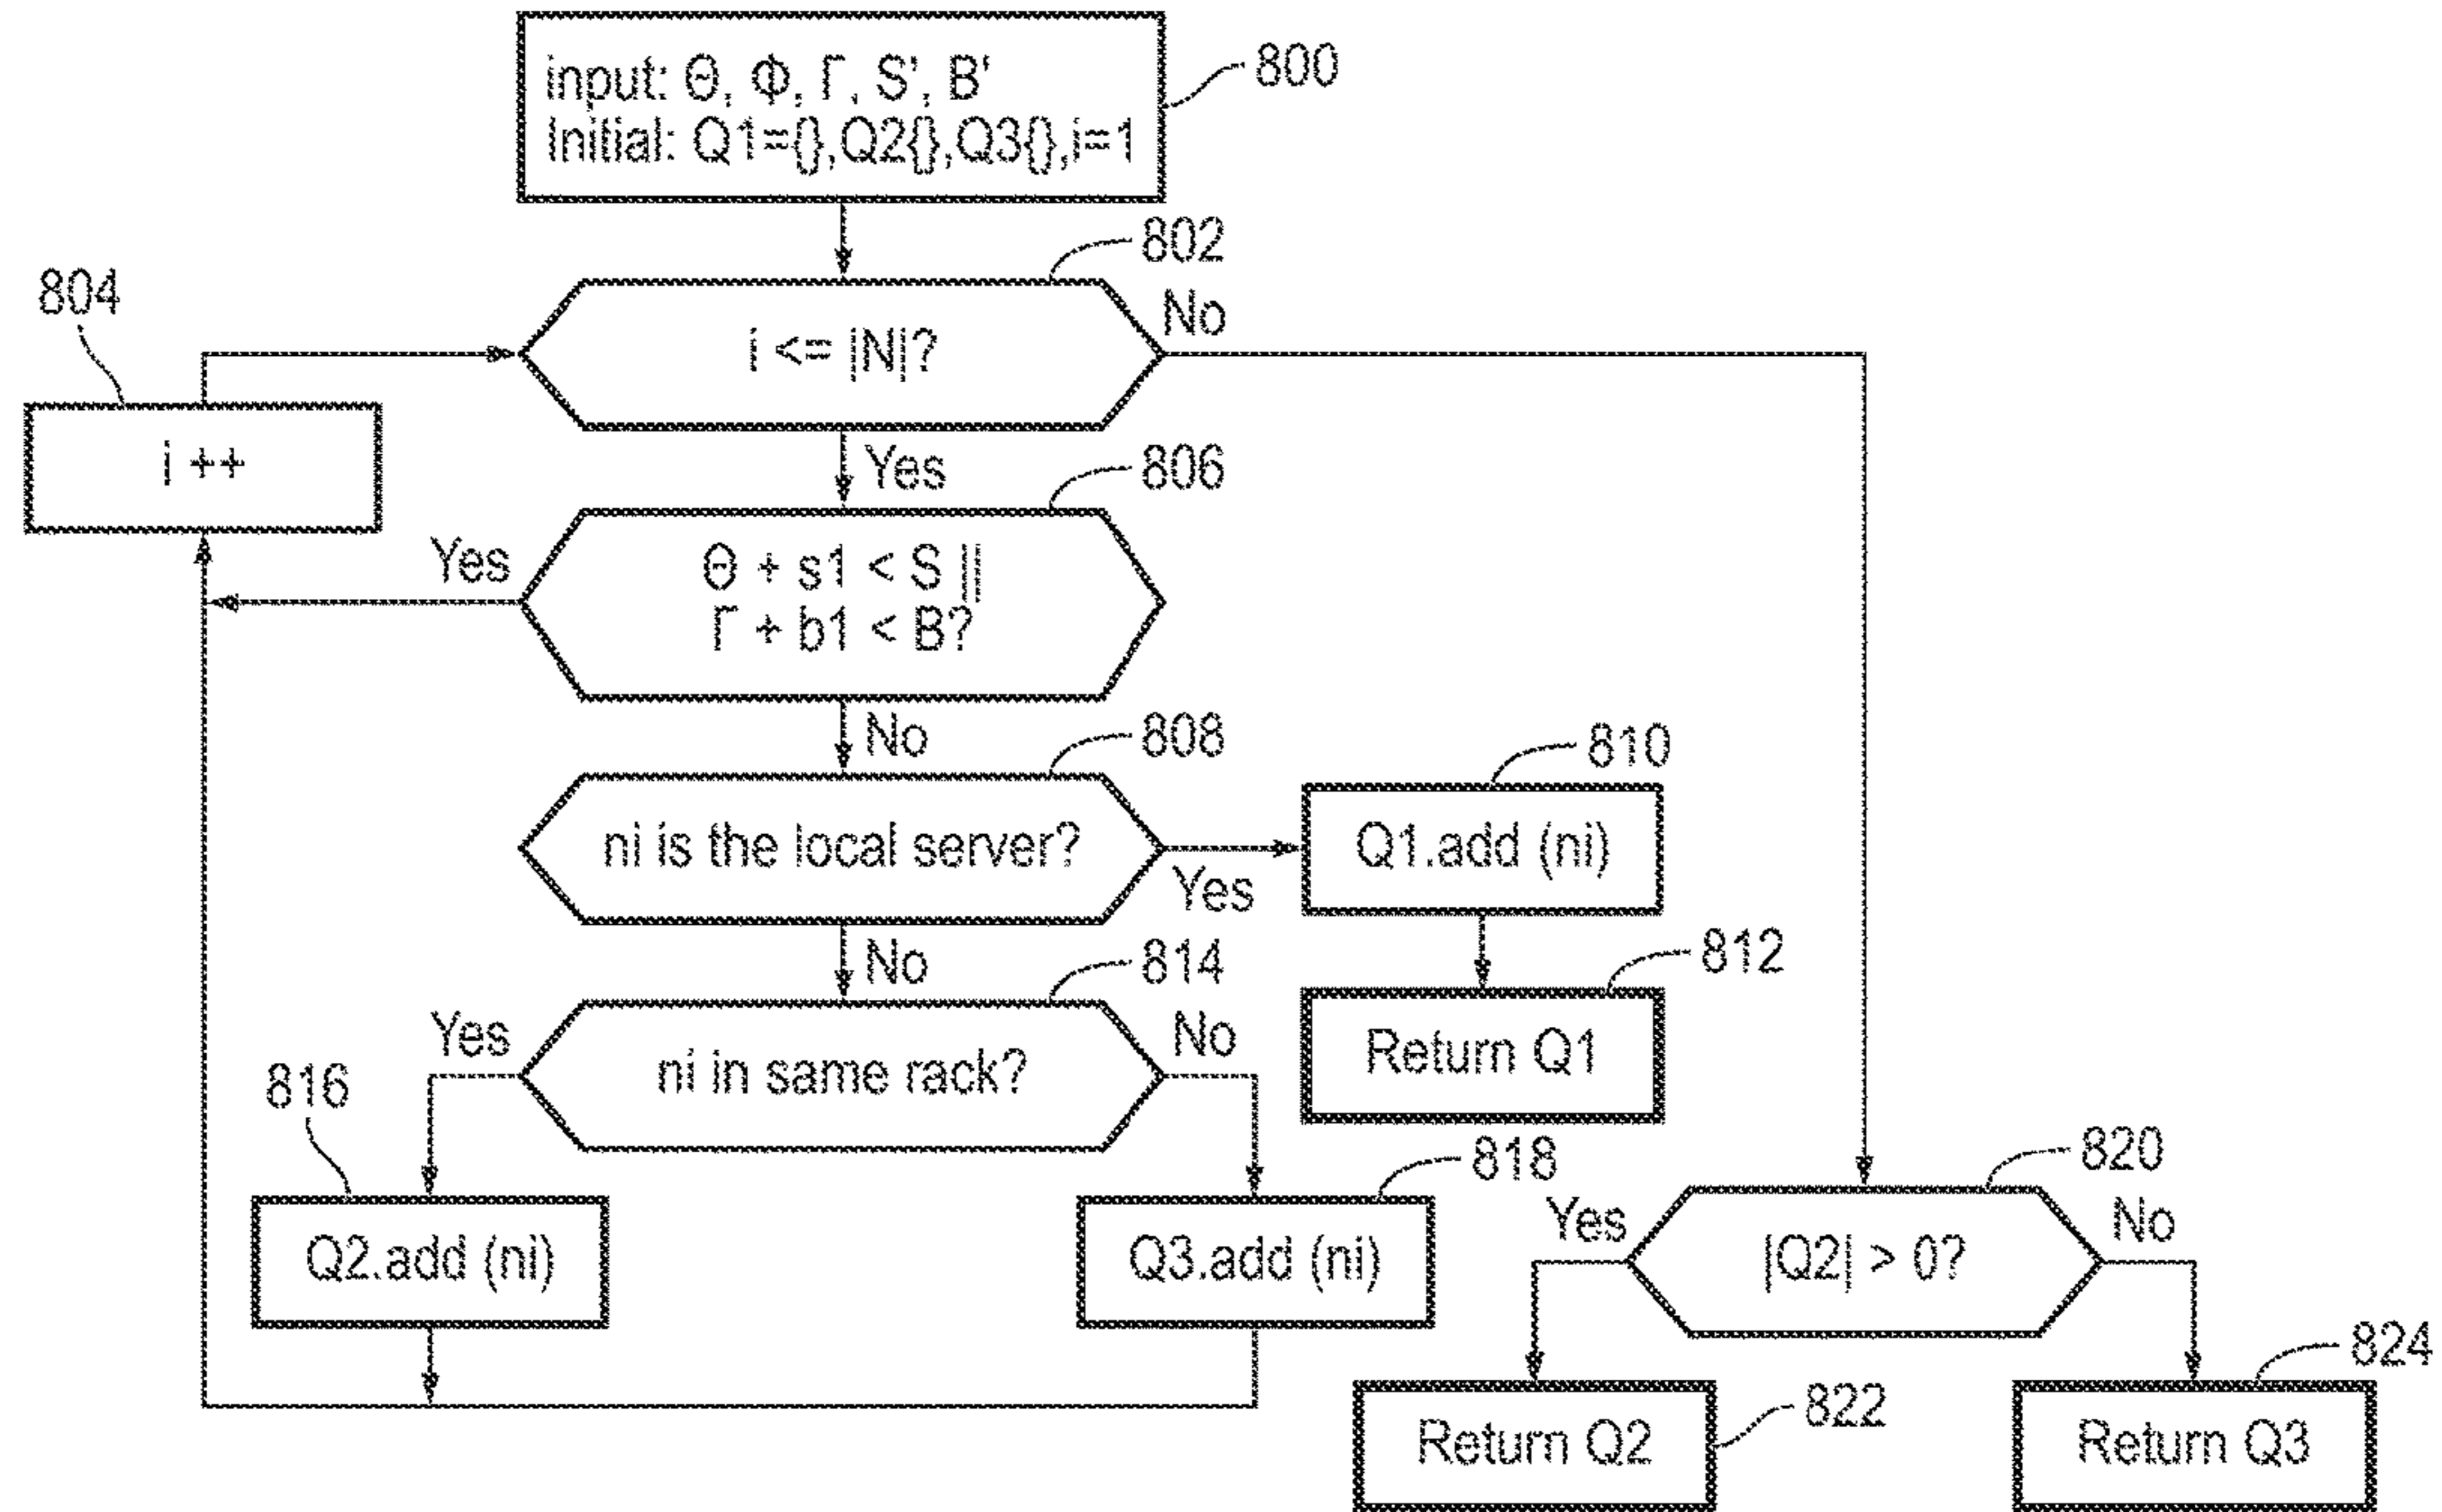 input: Θ, Φ, Γ, S', B'
Initial: Q1={},Q2{},Q3{},i=1
800
802
804
i <= |N|?
No
i ++
Yes
806
Yes
Θ + s1 < S ||
Γ + b1 < B?
No
808
810
ni is the local server?
Yes
Q1.add (ni)
No
814
812
Yes
ni in same rack?
No
Return Q1
816
818
820
Q2.add (ni)
Q3.add (ni)
Yes
|Q2| > 0?
No
824
822
Return Q2
Return Q3